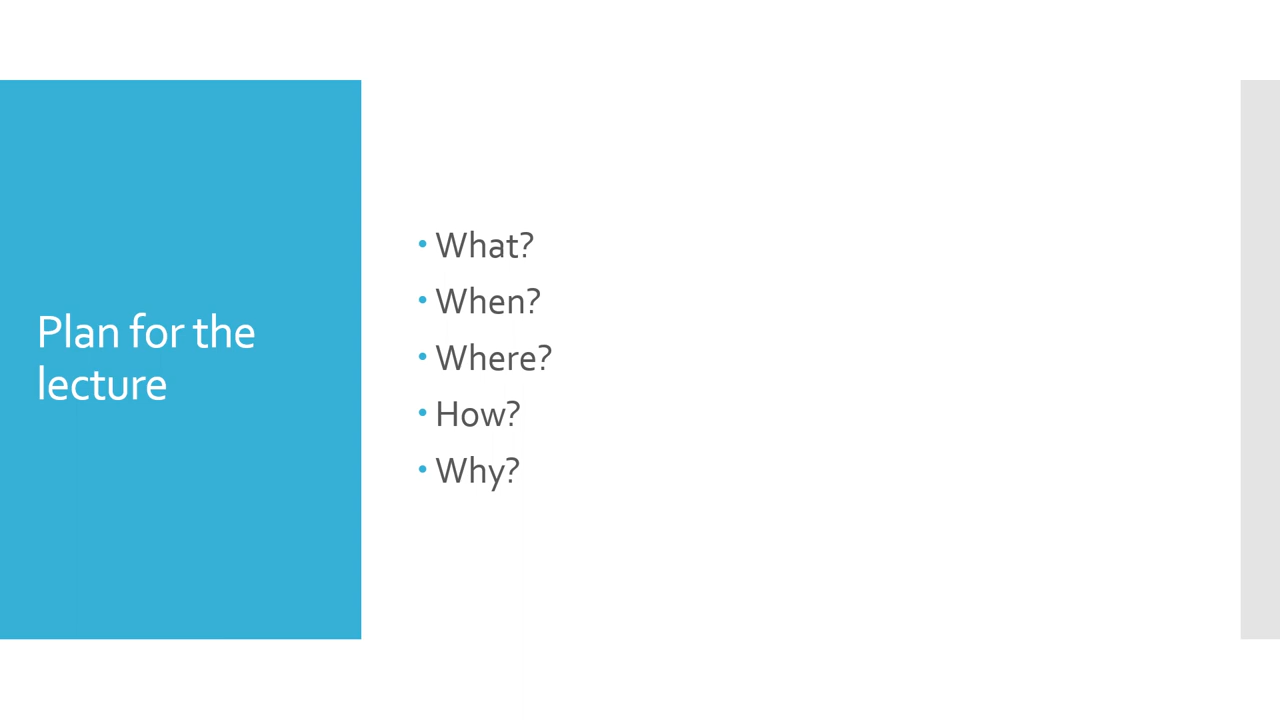 Plan for the
lecture
• What?
• When?
• Where?
• How?
• Why?